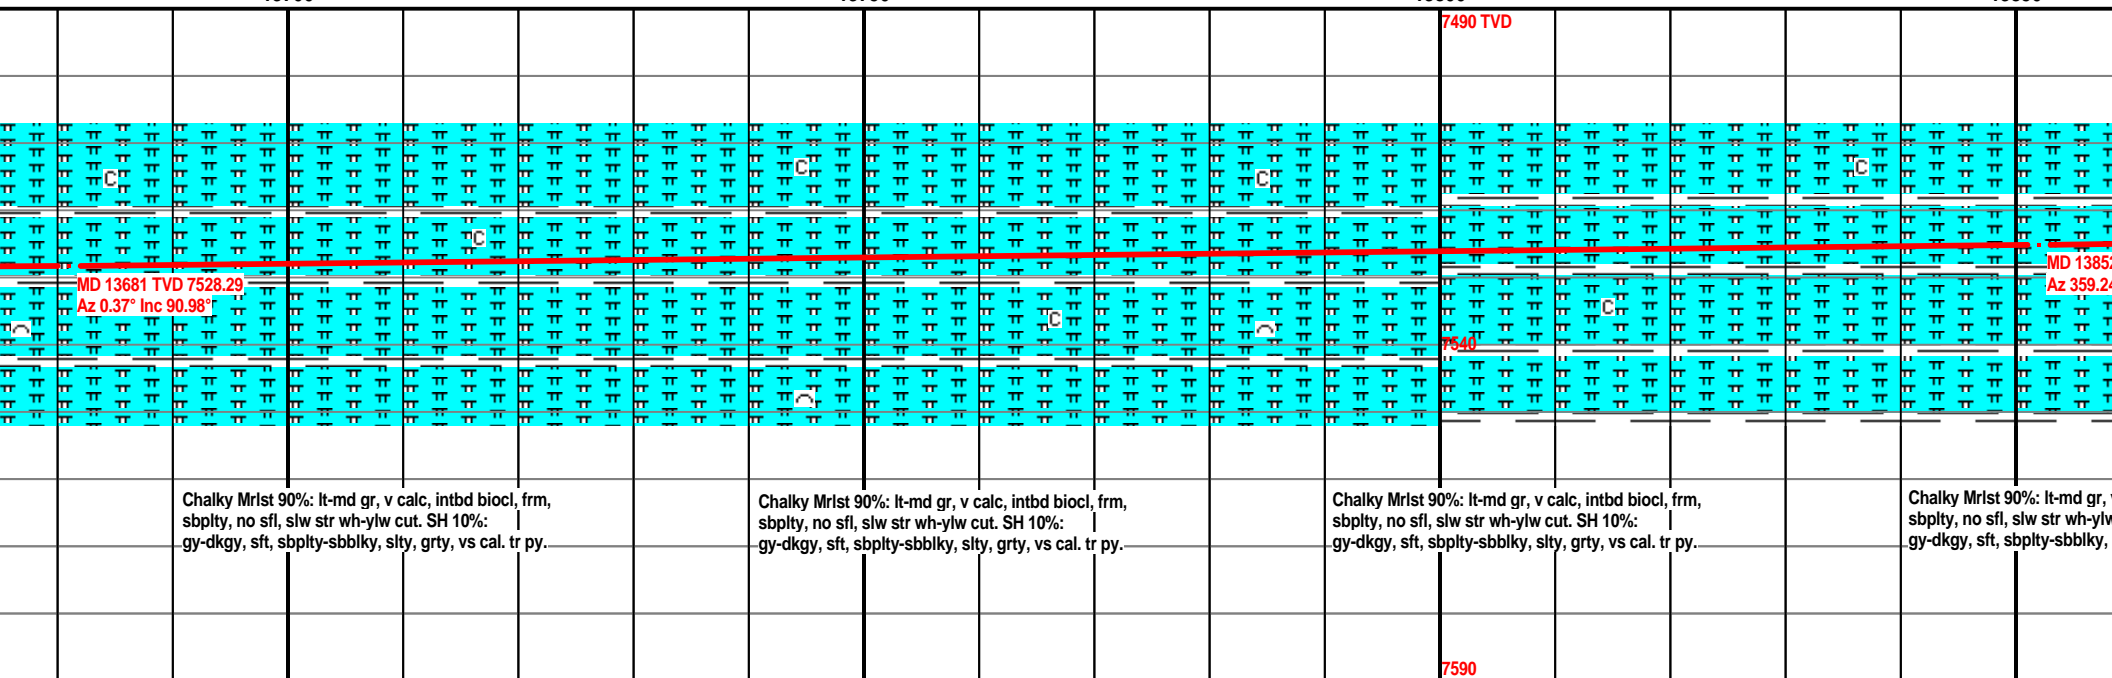 7490 TVD
C C C C
C
MD 13681 TVD 7528.29
Az 0.37° Inc 90.98°
MD 13852
Az 359.24
C C
7540
Chalky Mrlst 90%: lt-md gr, v calc, intbd biocl, frm,
sbplty, no sfl, slw str wh-ylw cut. SH 10%:
gy-dkgy, sft, sbplty-sbblky, slty, grty, vs cal. tr py.
Chalky Mrlst 90%: lt-md gr, v calc, intbd biocl, frm,
sbplty, no sfl, slw str wh-ylw cut. SH 10%:
gy-dkgy, sft, sbplty-sbblky, slty, grty, vs cal. tr py.
Chalky Mrlst 90%: lt-md gr, v calc, intbd biocl, frm,
sbplty, no sfl, slw str wh-ylw cut. SH 10%:
gy-dkgy, sft, sbplty-sbblky, slty, grty, vs cal. tr py.
Chalky Mrlst 90%: lt-md gr,
sbplty, no sfl, slw str wh-ylw
gy-dkgy, sft, sbplty-sbblky,
7590